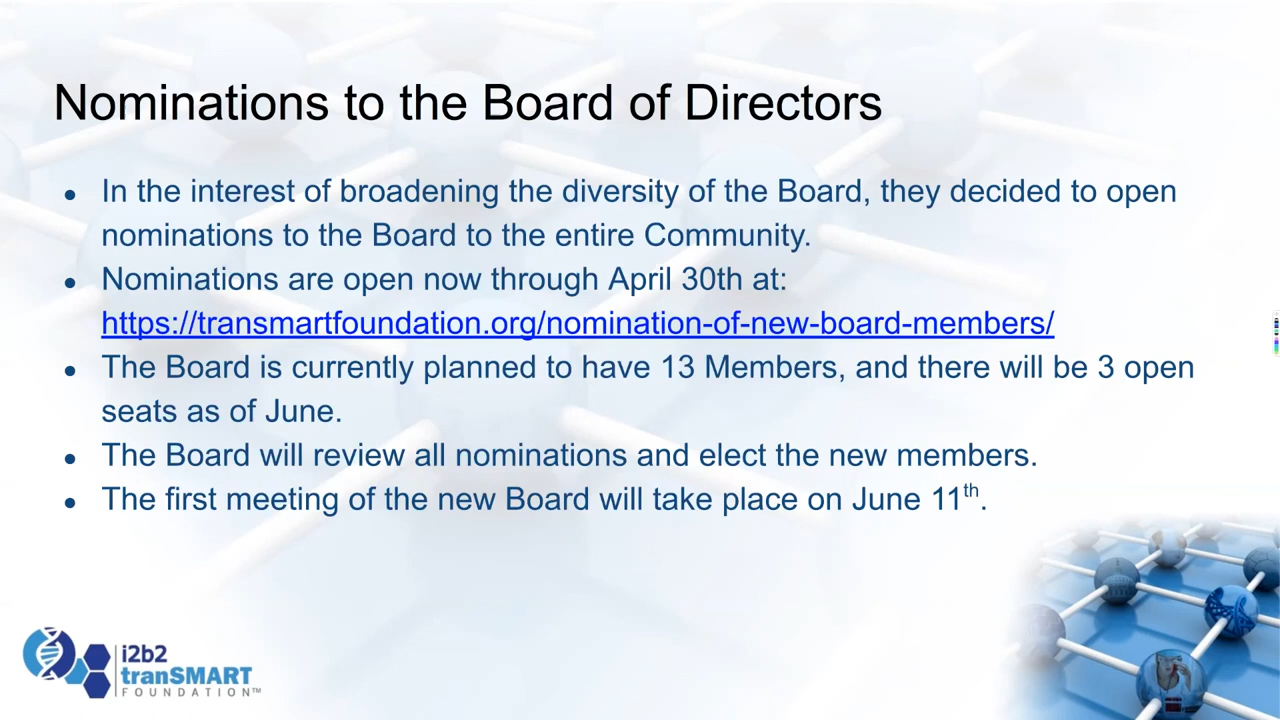 Nominations to the Board of Directors
● In the interest of broadening the diversity of the Board, they decided to open
nominations to the Board to the entire Community.
● Nominations are open now through April 30th at:
https://transmartfoundation.org/nomination-of-new-board-members/
● The Board is currently planned to have 13 Members, and there will be 3 open
seats as of June.
● The Board will review all nominations and elect the new members.
● The first meeting of the new Board will take place on June 11th.
i2b2
tranSMART
FOUNDATION™